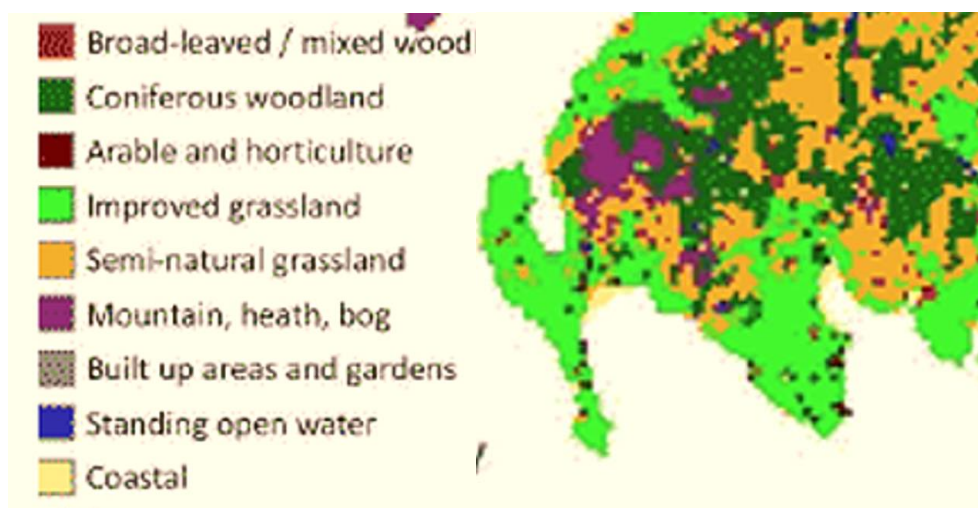 Broad-leaved / mixed wood
Coniferous woodland
Arable and horticulture
Improved grassland
Semi-natural grassland
Mountain, heath, bog
Built up areas and gardens
Standing open water
Coastal